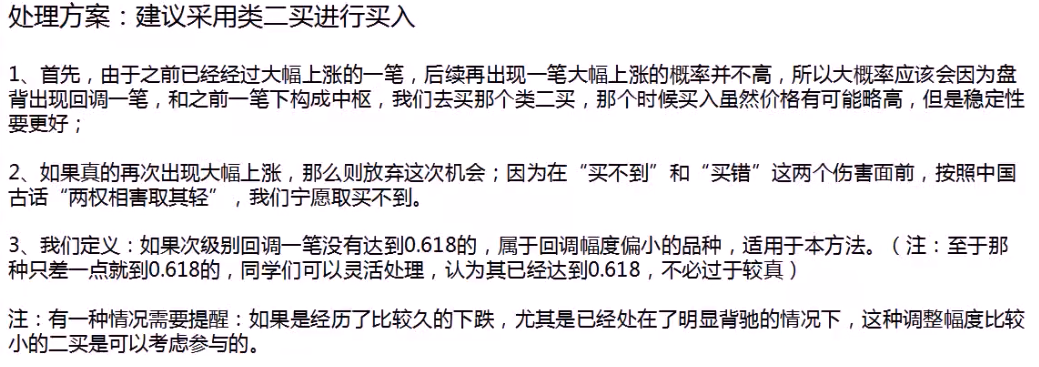 处理方案：建议采用类二买进行买入
1、首先，由于之前已经经过大幅上涨的一笔，后续再出现一笔大幅上涨的概率并不高，所以大概率应该会因为盘
背出现回调一笔，和之前一笔下构成中枢，我们去买那个类二买，那个时候买入虽然价格有可能略高，但是稳定性
要更好；
2、如果真的再次出现大幅上涨，那么则放弃这次机会；因为在“买不到”和“买错”这两个伤害面前，按照中国
古话“两权相害取其轻”，我们宁愿取买不到。
3、我们定义：如果次级别回调一笔没有达到0.618的，属于回调幅度偏小的品种，适用于本方法。（注：至于那
种只差一点就到0.618的，同学们可以灵活处理，认为其已经达到0.618，不必过于较真）
注：有一种情况需要提醒：如果是经历了比较久的下跌，尤其是已经处在了明显背驰的情况下，这种调整幅度比较
小的二买是可以考虑参与的。